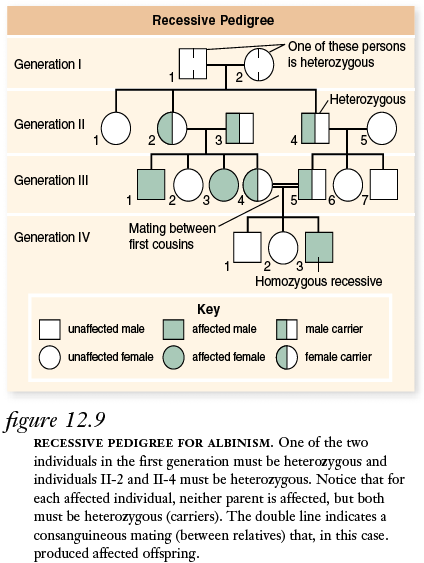 Recessive Pedigree
Generation I
1
2
One of these persons
is heterozygous
Generation II
1
2
3
4
5
Heterozygous
Generation III
1
2
3
4
5
6
7
Mating between
first cousins
Generation IV
1
2
3
Homozygous recessive
Key
unaffected male
affected male
male carrier
unaffected female
affected female
female carrier
figure 12.9
RECESSIVE PEDIGREE FOR ALBINISM. One of the two
individuals in the first generation must be heterozygous and
individuals II-2 and II-4 must be heterozygous. Notice that for
each affected individual, neither parent is affected, but both
must be heterozygous (carriers). The double line indicates a
consanguineous mating (between relatives) that, in this case.
produced affected offspring.